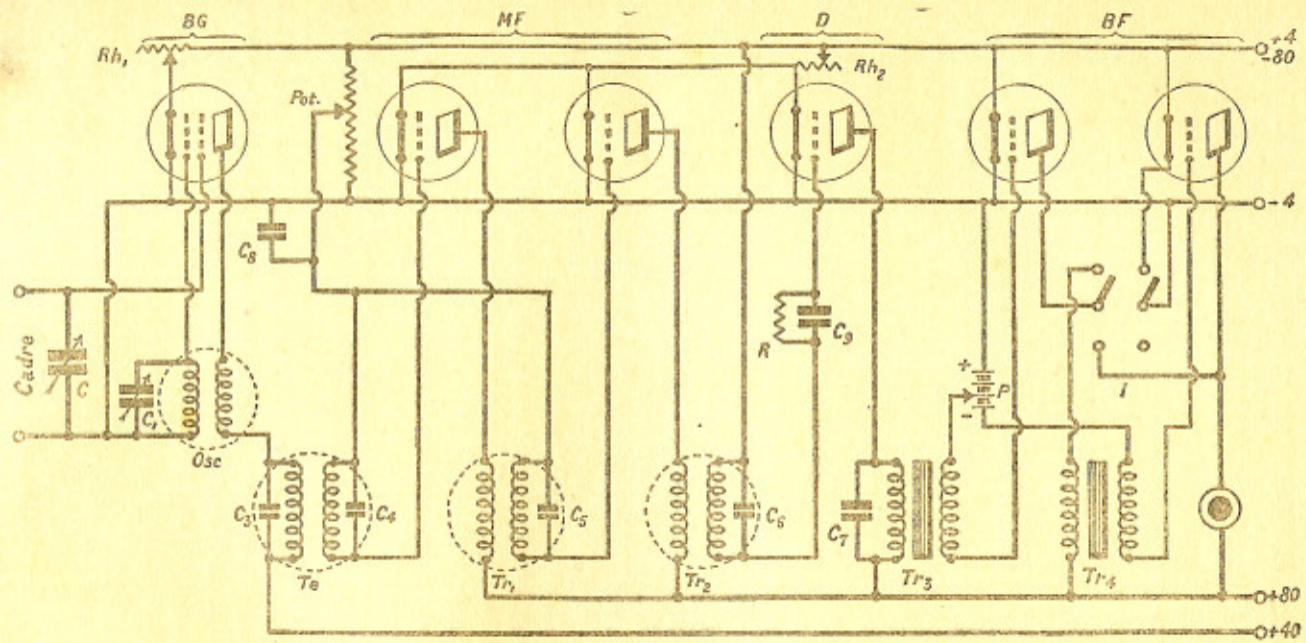 BG MF D BF
Rh1 Pot. Rh2 +4 -80
-4
C8
Cadre C C1 R C9
Osc + P - i
C3 C4 C5 C6 C7
Te Tr1 Tr2 Tr3 Tr4
+80
+40